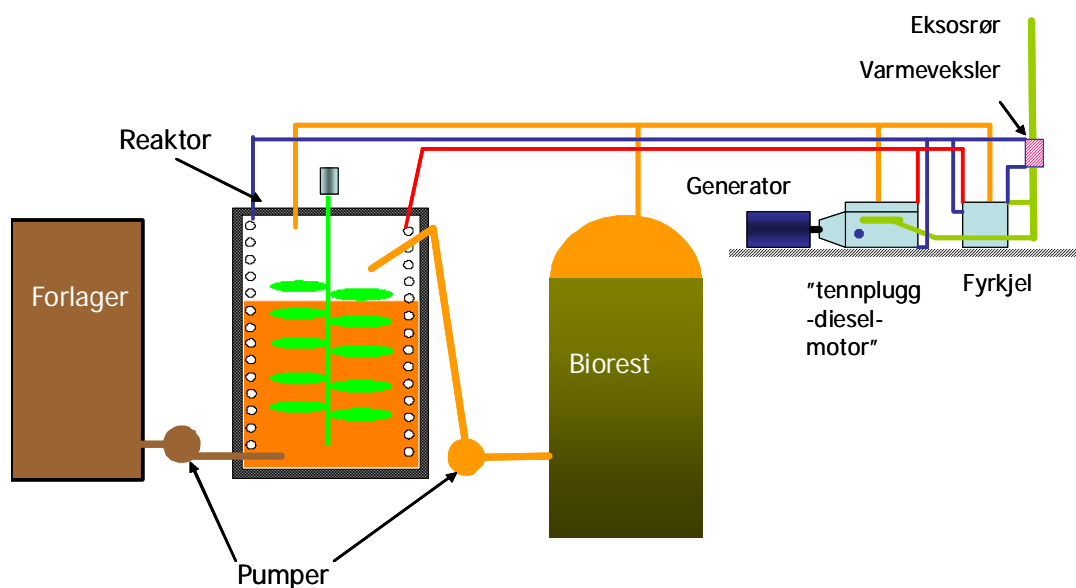 Eksosrør
Varmeveksler
Reaktor
Generator
Forlager
Fyrkjel
"tennplugg
-diesel-
motor"
Biorest
Pumper